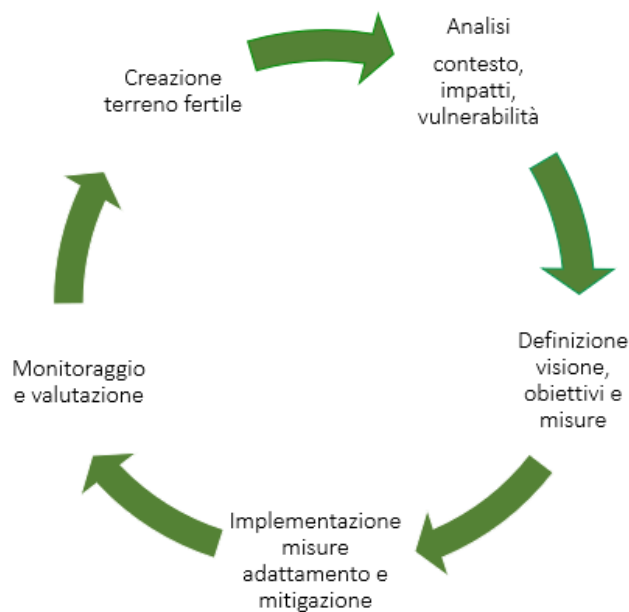 Creazione
terreno fertile
Analisi
contesto,
impatti,
vulnerabilità
Definizione
visione,
obiettivi e
misure
Implementazione
misure
adattamento e
mitigazione
Monitoraggio
e valutazione